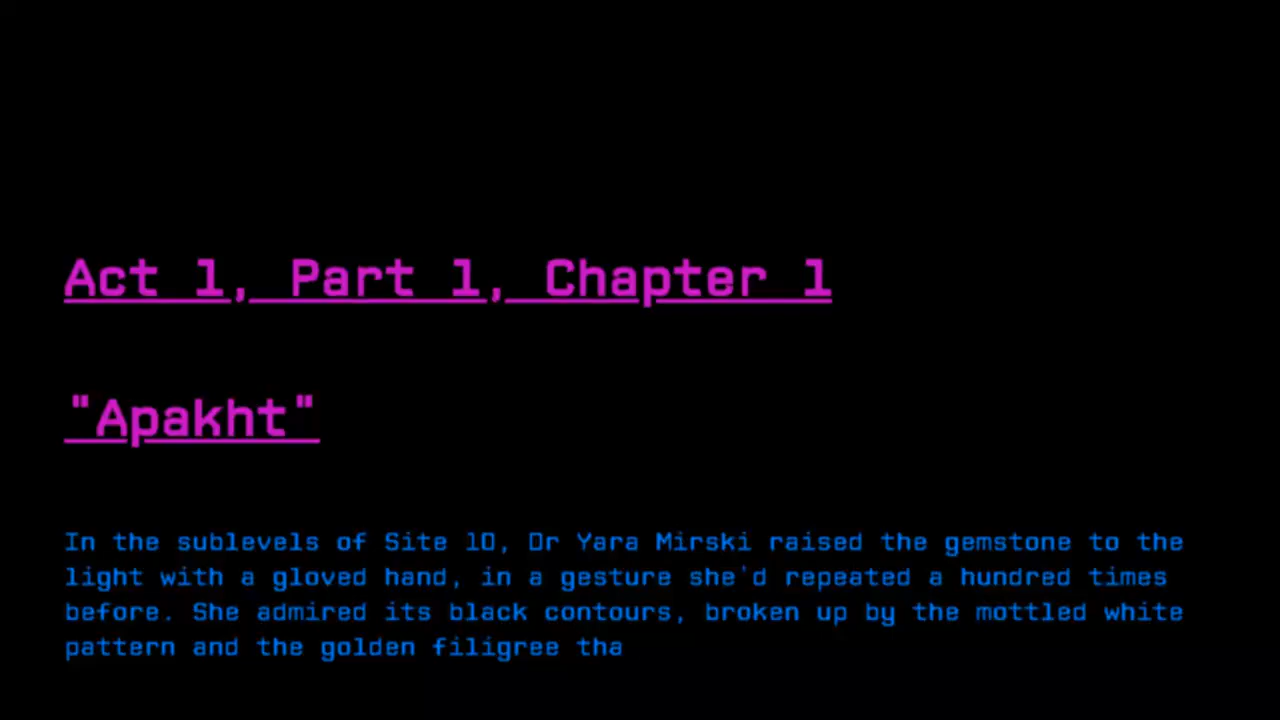 Act 1, Part 1, Chapter 1
"Apakht"
In the sublevels of Site 10, Dr Yara Mirski raised the gemstone to the
light with a gloved hand, in a gesture she'd repeated a hundred times
before. She admired its black contours, broken up by the mottled white
pattern and the golden filigree tha